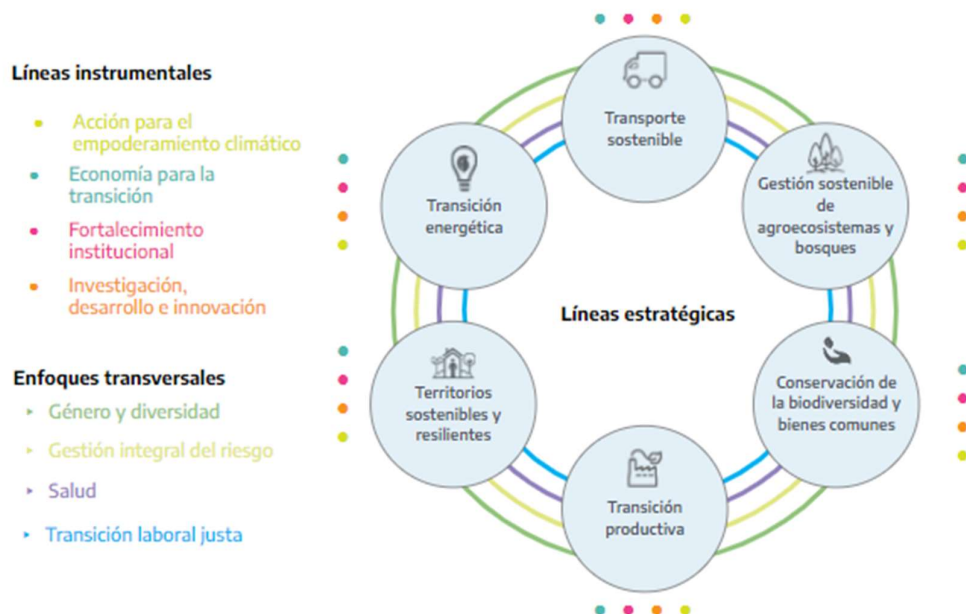 Líneas instrumentales
Acción para el
empoderamiento climático
Economía para la
transición
Fortalecimiento
institucional
Investigación,
desarrollo e innovación
Enfoques transversales
Género y diversidad
Gestión integral del riesgo
Salud
Transición laboral justa
Transporte
sostenible
Gestión sostenible
de
agroecosistemas y
bosques
Conservación de
la biodiversidad y
bienes comunes
Transición
productiva
Territorios
sostenibles y
resilientes
Transición
energética
Líneas estratégicas